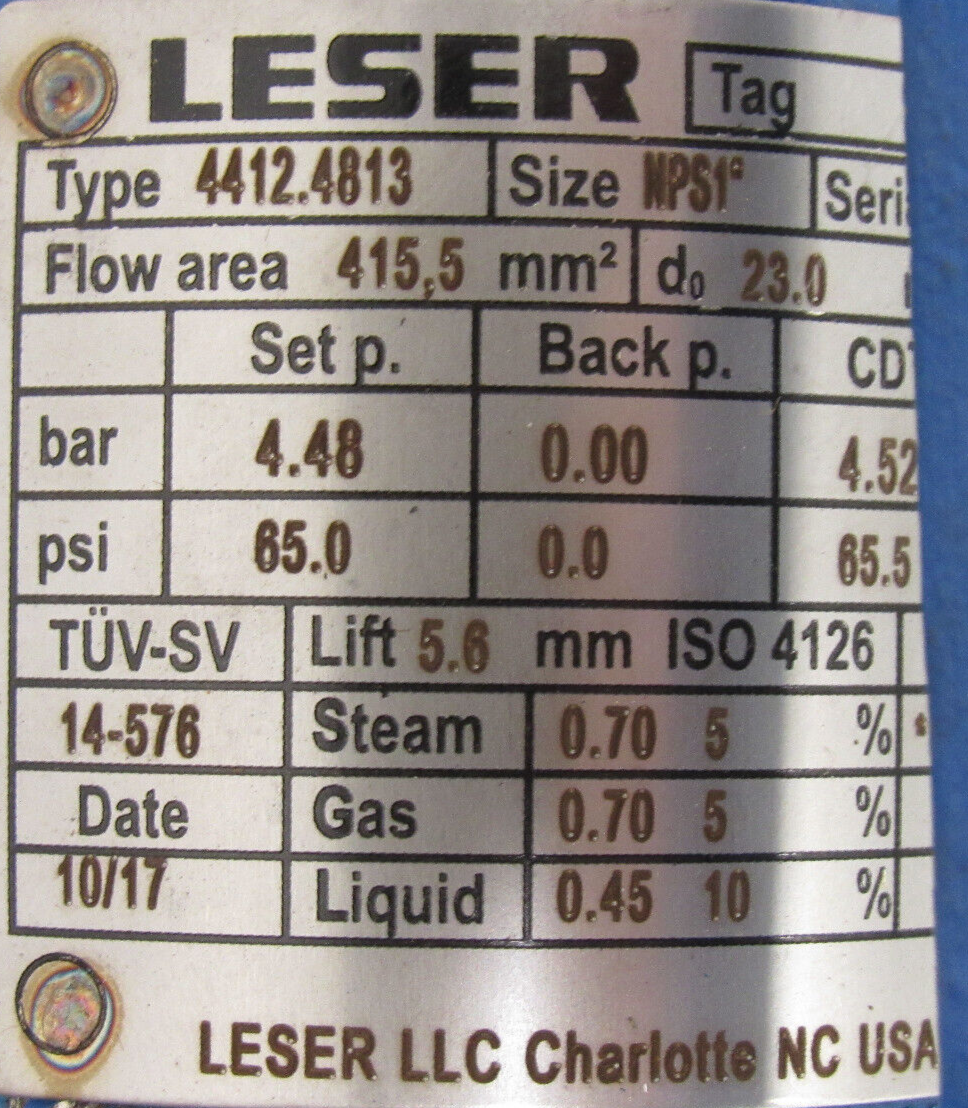 LESER Tag
Type 4412.4813 Size NPS1" Seri
Flow area 415,5 mm² d₀ 23.0
Set p. Back p. CDT
bar 4.48 0.00 4.52
psi 65.0 0.0 65.5
TÜV-SV Lift 5.6 mm ISO 4126
14-576 Steam 0.70 5 %
Date Gas 0.70 5 %
10/17 Liquid 0.45 10 %
LESER LLC Charlotte NC USA